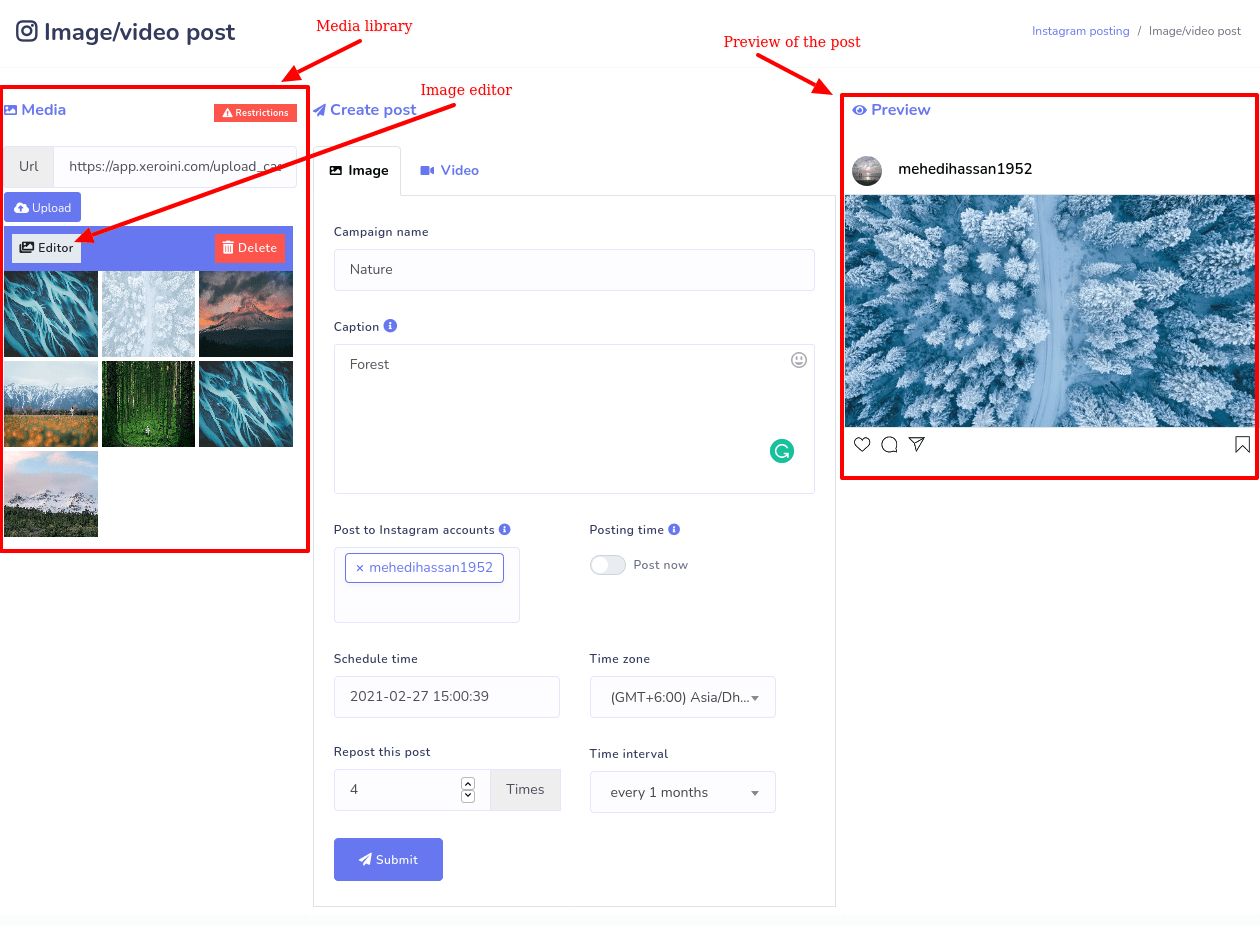 Image/video post
Media library
Preview of the post
Instagram posting / Image/video post
Image editor
Media
Restrictions
Url
https://app.xeroini.com/upload_cas
Upload
Editor
Delete
Create post
Image
Video
Campaign name
Nature
Caption
Forest
Post to Instagram accounts
× mehedihassan1952
Posting time
Post now
Schedule time
2021-02-27 15:00:39
Time zone
(GMT+6:00) Asia/Dh...
Repost this post
4
Times
Time interval
every 1 months
Submit
Preview
mehedihassan1952